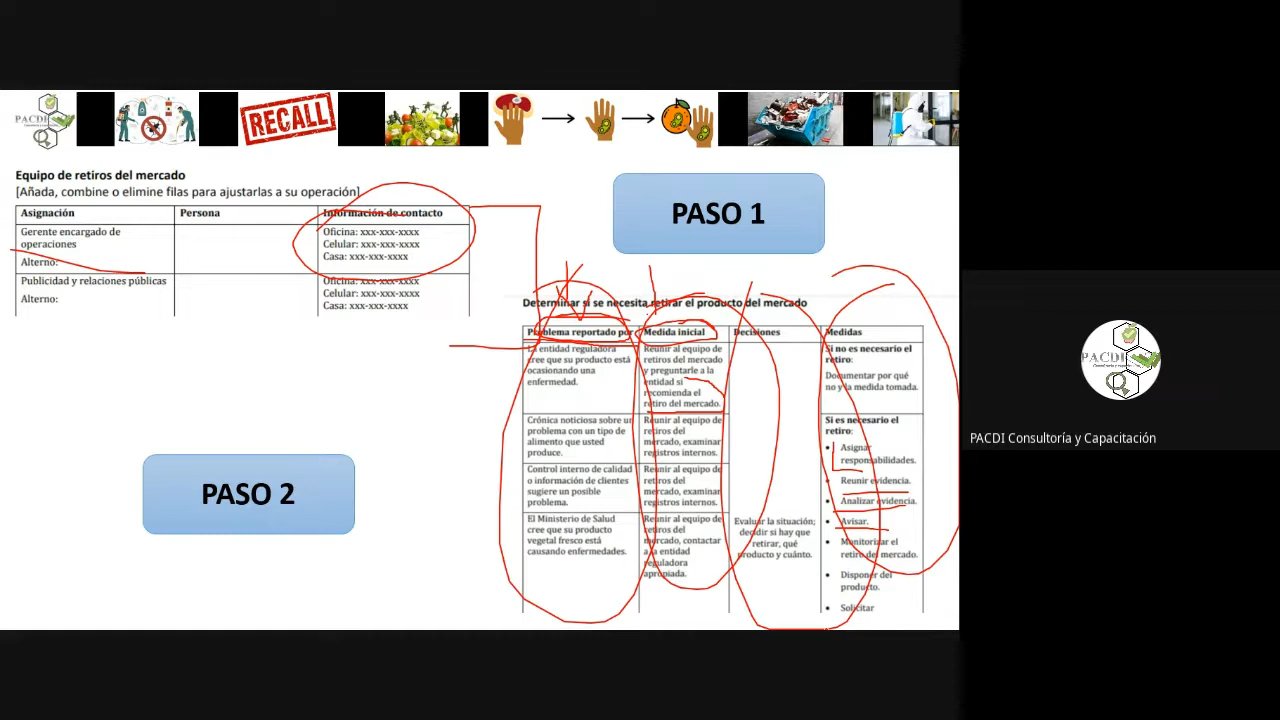 PACDI
RECALL
Equipo de retiros del mercado
[Añada, combine o elimine filas para ajustarlas a su operación]
Asignación
Persona
Información de contacto
Gerente encargado de
operaciones
Alterno:
Oficina: xxx-xxx-xxxx
Celular: xxx-xxx-xxxx
Casa: xxx-xxx-xxxx
Publicidad y relaciones públicas
Alterno:
Oficina: xxx-xxx-xxxx
Celular: xxx-xxx-xxxx
Casa: xxx-xxx-xxxx
PASO 1
Determinar si se necesita retirar el producto del mercado
Problema reportado por
Medida inicial
Decisiones
Medidas
La entidad reguladora
cree que su producto está
ocasionando una
enfermedad.
Reunir al equipo de
retiros del mercado
y preguntarle a la
entidad si
recomienda el
retiro del mercado.
Si no es necesario el
retiro:
Documentar por qué
no y la medida tomada.
Crónica noticiosa sobre un
problema con un tipo de
alimento que usted
produce.
Reunir al equipo de
retiros del
mercado, examinar
registros internos.
Control interno de calidad
o información de clientes
sugiere un posible
problema.
Reunir al equipo de
retiros del
mercado, examinar
registros internos.
El Ministerio de Salud
cree que su producto
vegetal fresco está
causando enfermedades.
Reunir al equipo de
retiros del
mercado, contactar
a la entidad
reguladora
apropiada.
Evaluar la situación;
decidir si hay que
retirar, qué
producto y cuánto.
Si es necesario el
retiro:
• Asignar
responsabilidades.
• Reunir evidencia.
• Analizar evidencia.
• Avisar.
• Monitorizar el
retiro del mercado.
• Disponer del
producto.
• Solicitar
PASO 2
PACDI
PACDI Consultoría y Capacitación